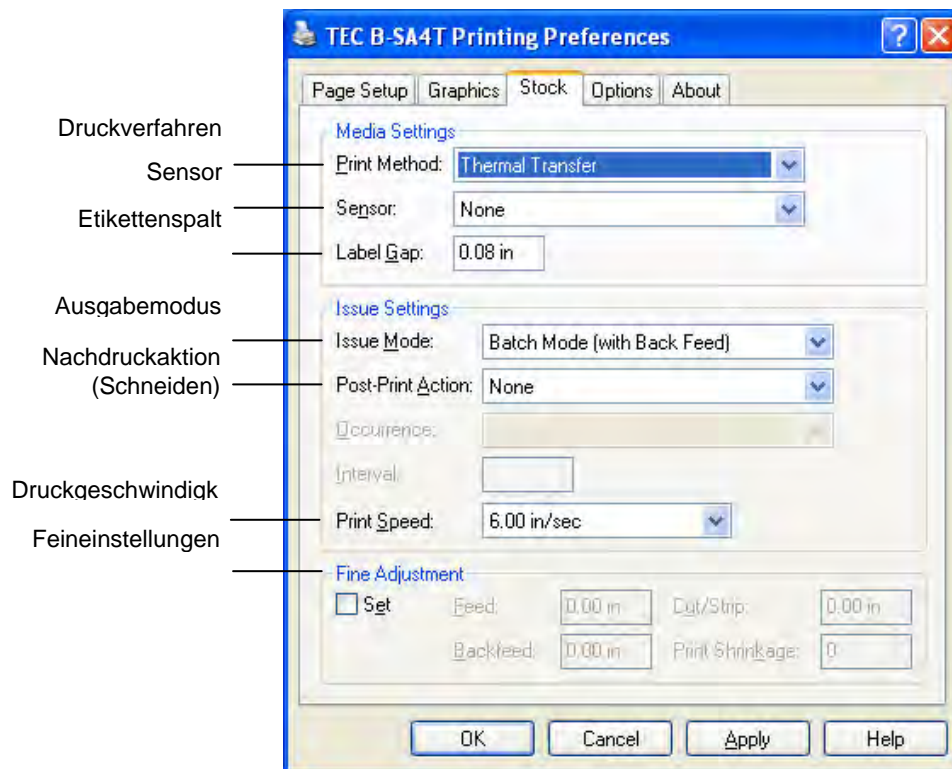 TEC B-SA4T Printing Preferences
Page Setup Graphics Stock Options About
Druckverfahren
Sensor
Etikettenspalt
Media Settings
Print Method: Thermal Transfer
Sensor: None
Label Gap: 0.08 in
Ausgabemodus
Nachdruckaktion
(Schneiden)
Issue Settings
Issue Mode: Batch Mode (with Back Feed)
Post-Print Action: None
Occurrence:
Interval:
Druckgeschwindigk
Print Speed: 6.00 in/sec
Feineinstellungen
Fine Adjustment
Set Feed: 0.00 in Cut/Strip: 0.00 in
Backfeed: 0.00 in Print Shrinkage: 0
OK Cancel Apply Help